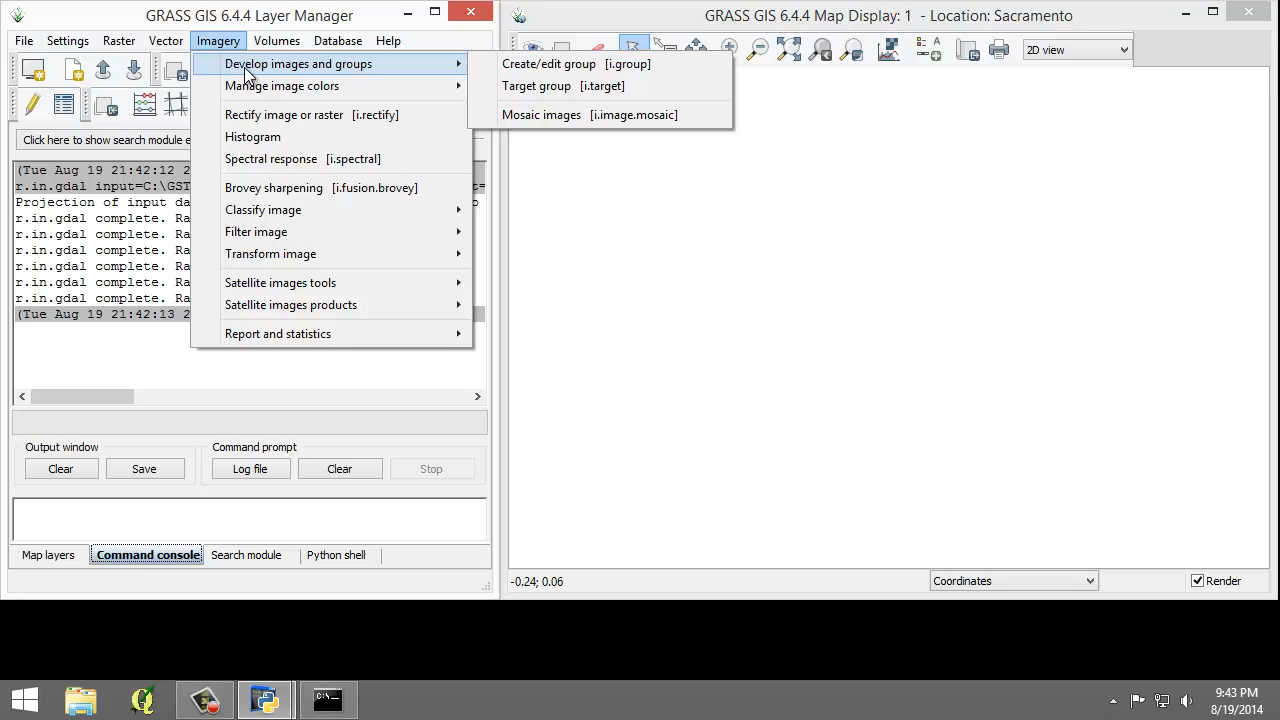 GRASS GIS 6.4.4 Layer Manager
GRASS GIS 6.4.4 Map Display: 1 - Location: Sacramento
File Settings Raster Vector Imagery Volumes Database Help
2D view
Develop images and groups
Create/edit group [i.group]
Manage image colors
Target group [i.target]
Rectify image or raster [i.rectify]
Mosaic images [i.image.mosaic]
Histogram
Click here to show search module e
Spectral response [i.spectral]
(Tue Aug 19 21:42:12 2
r.in.gdal input=C:\GST
Brovey sharpening [i.fusion.brovey]
Projection of input da
r.in.gdal complete. Ra
Classify image
r.in.gdal complete. Ra
Filter image
r.in.gdal complete. Ra
Transform image
r.in.gdal complete. Ra
r.in.gdal complete. Ra
Satellite images tools
r.in.gdal complete. Ra
Satellite images products
(Tue Aug 19 21:42:13 2
Report and statistics
Output window
Command prompt
Clear Save Log file Clear Stop
Map layers Command console Search module Python shell
-0.24; 0.06
Coordinates
Render
9:43 PM
8/19/2014